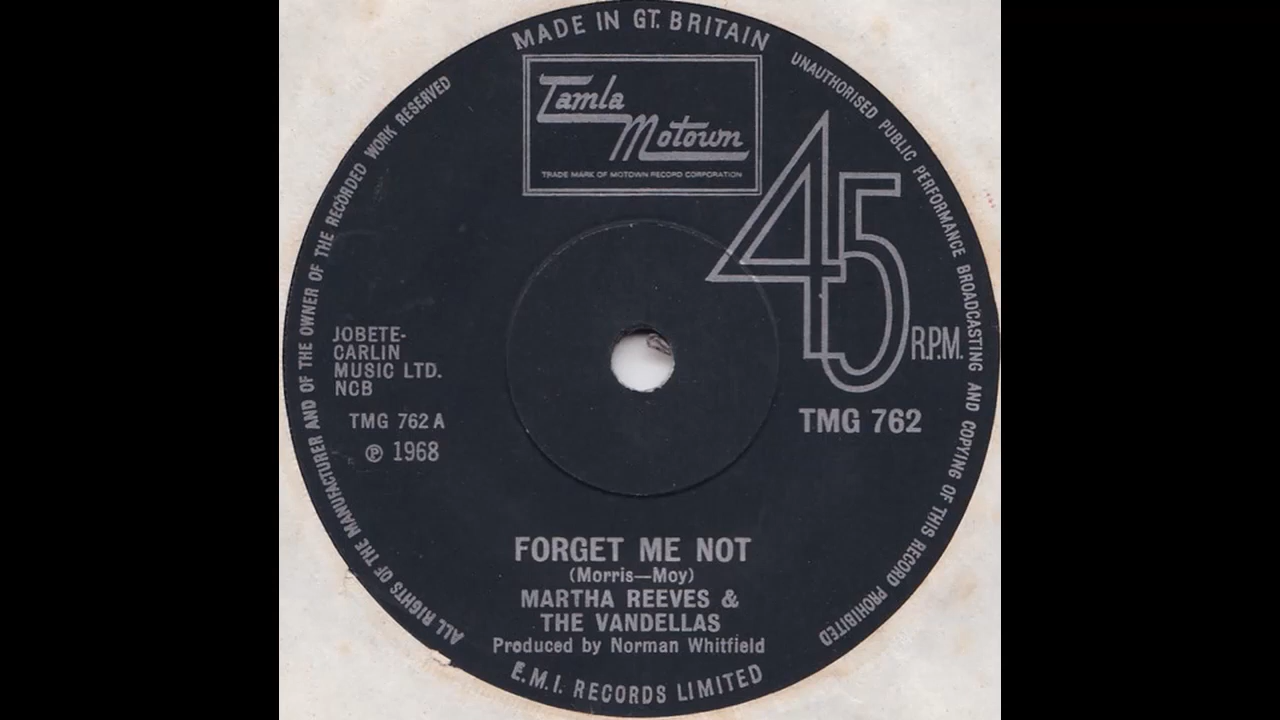 MADE IN GT. BRITAIN
Tamla
Motown
TRADE MARK OF MOTOWN RECORD CORPORATION
UNAUTHORISED PUBLIC PERFORMANCE BROADCASTING AND COPYING OF THIS RECORD PROHIBITED
ALL RIGHTS OF THE MANUFACTURER AND OF THE OWNER OF THE RECORDED WORK RESERVED
45
R.P.M.
JOBETE-
CARLIN
MUSIC LTD.
NCB
TMG 762 A
℗ 1968
TMG 762
FORGET ME NOT
(Morris—Moy)
MARTHA REEVES &
THE VANDELLAS
Produced by Norman Whitfield
E.M.I. RECORDS LIMITED